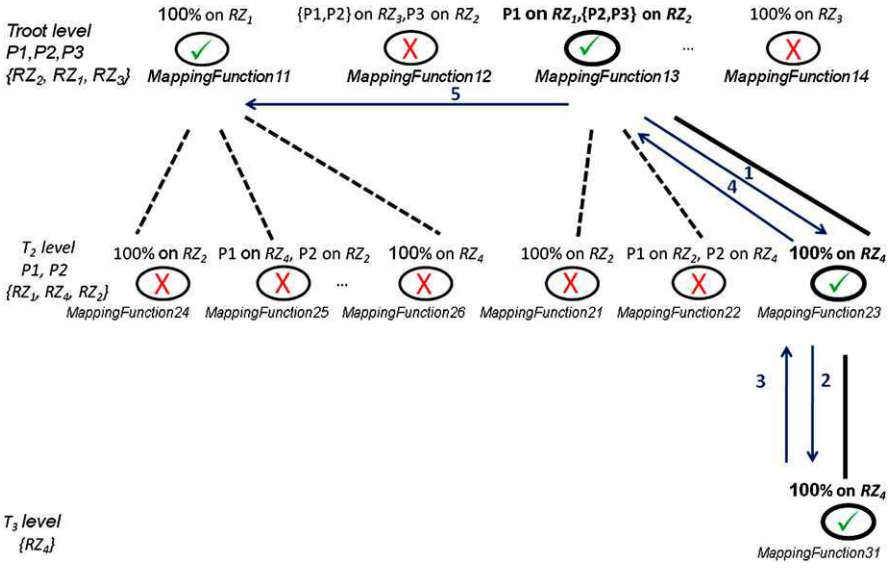 100% on RZ1
{P1,P2} on RZ3,P3 on RZ2
P1 on RZ1,{P2,P3} on RZ2
100% on RZ3
Troot level
P1,P2,P3
{RZ2, RZ1, RZ3}
...
MappingFunction11
MappingFunction12
MappingFunction13
MappingFunction14
5
1
4
T2 level
P1, P2
{RZ1, RZ4, RZ2}
100% on RZ2
P1 on RZ4, P2 on RZ2
100% on RZ4
100% on RZ2
P1 on RZ2, P2 on RZ4
100% on RZ4
...
MappingFunction24
MappingFunction25
MappingFunction26
MappingFunction21
MappingFunction22
MappingFunction23
3
2
100% on RZ4
T3 level
{RZ4}
MappingFunction31